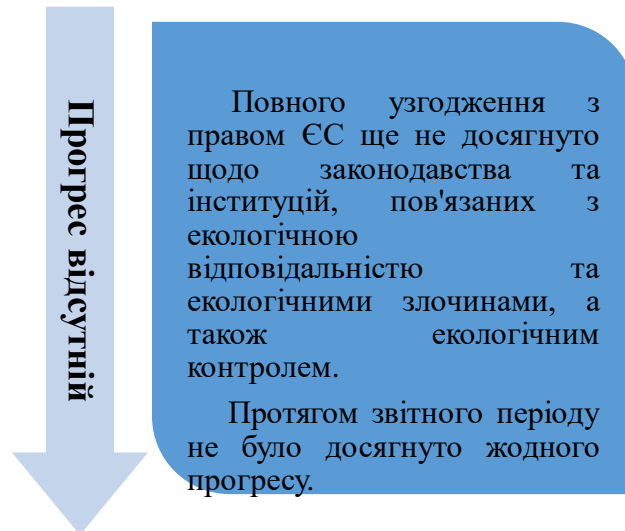 Прогрес відсутній
Повного узгодження з
правом ЄС ще не досягнуто
щодо законодавства та
інституцій, пов'язаних з
екологічною
відповідальністю та
екологічними злочинами, а
також екологічним
контролем.
Протягом звітного періоду
не було досягнуто жодного
прогресу.